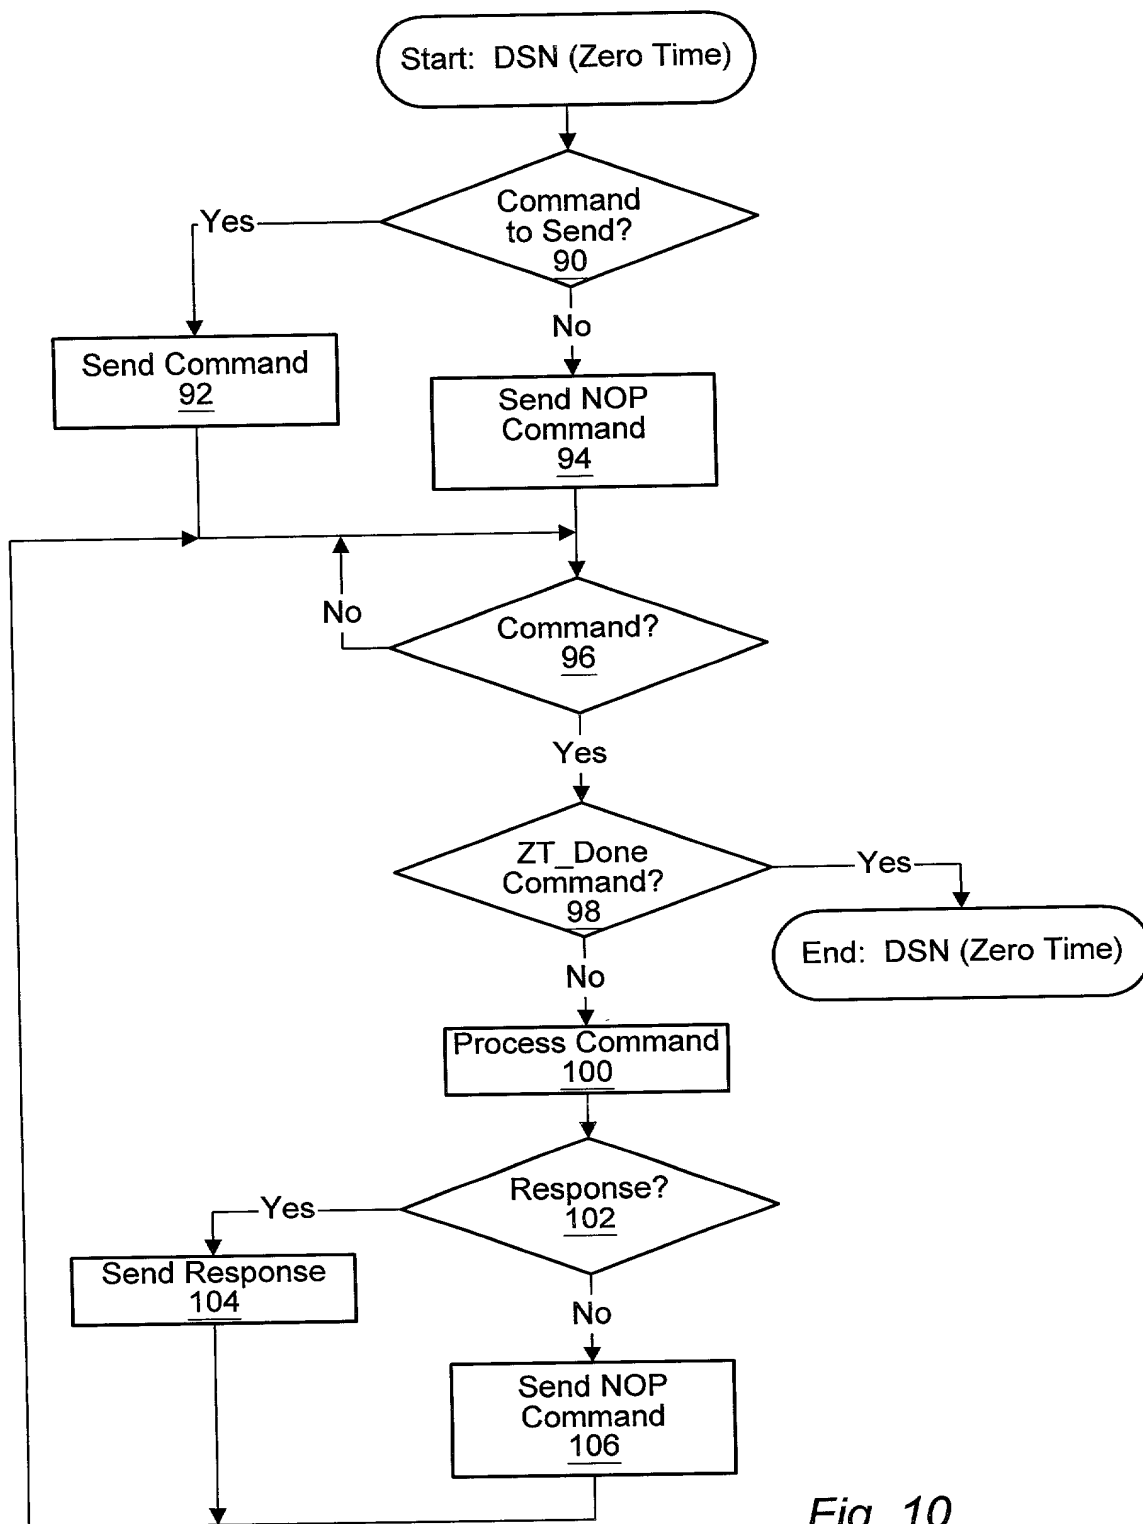 Start: DSN (Zero Time)
Command
to Send?
90
Yes
No
Send Command
92
Send NOP
Command
94
No
Command?
96
Yes
ZT_Done
Command?
98
Yes
End: DSN (Zero Time)
No
Process Command
100
Response?
102
Yes
Send Response
104
No
Send NOP
Command
106
Fig. 10